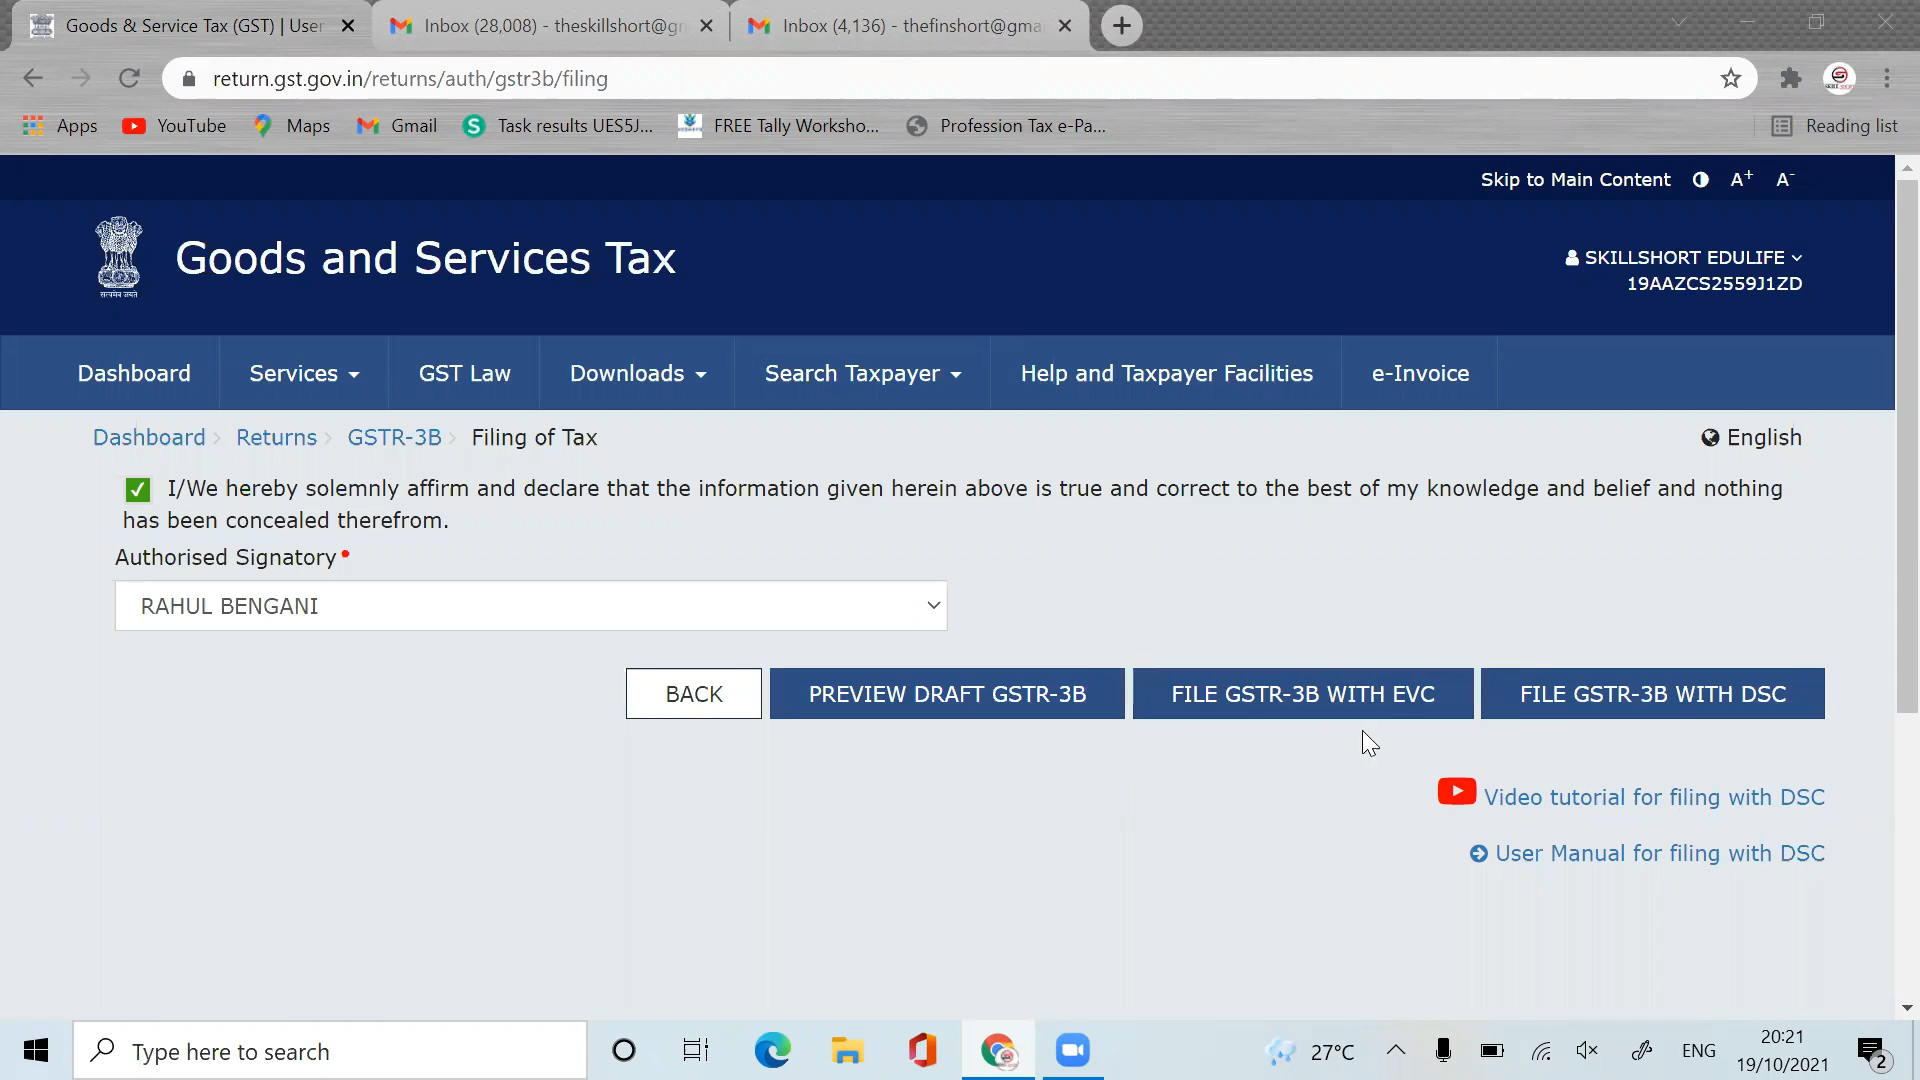 Goods & Service Tax (GST) | User
Inbox (28,008) - theskillshort@g
Inbox (4,136) - thefinshort@gma
return.gst.gov.in/returns/auth/gstr3b/filing
Apps
YouTube
Maps
Gmail
Task results UES5J...
FREE Tally Worksho...
Profession Tax e-Pa...
Reading list
Skip to Main Content
A+
A-
सत्यमेव जयते
Goods and Services Tax
SKILLSHORT EDULIFE
19AAZCS2559J1ZD
Dashboard
Services
GST Law
Downloads
Search Taxpayer
Help and Taxpayer Facilities
e-Invoice
Dashboard
Returns
GSTR-3B
Filing of Tax
English
I/We hereby solemnly affirm and declare that the information given herein above is true and correct to the best of my knowledge and belief and nothing
has been concealed therefrom.
Authorised Signatory
RAHUL BENGANI
BACK
PREVIEW DRAFT GSTR-3B
FILE GSTR-3B WITH EVC
FILE GSTR-3B WITH DSC
Video tutorial for filing with DSC
User Manual for filing with DSC
Type here to search
27°C
ENG
20:21
19/10/2021
2